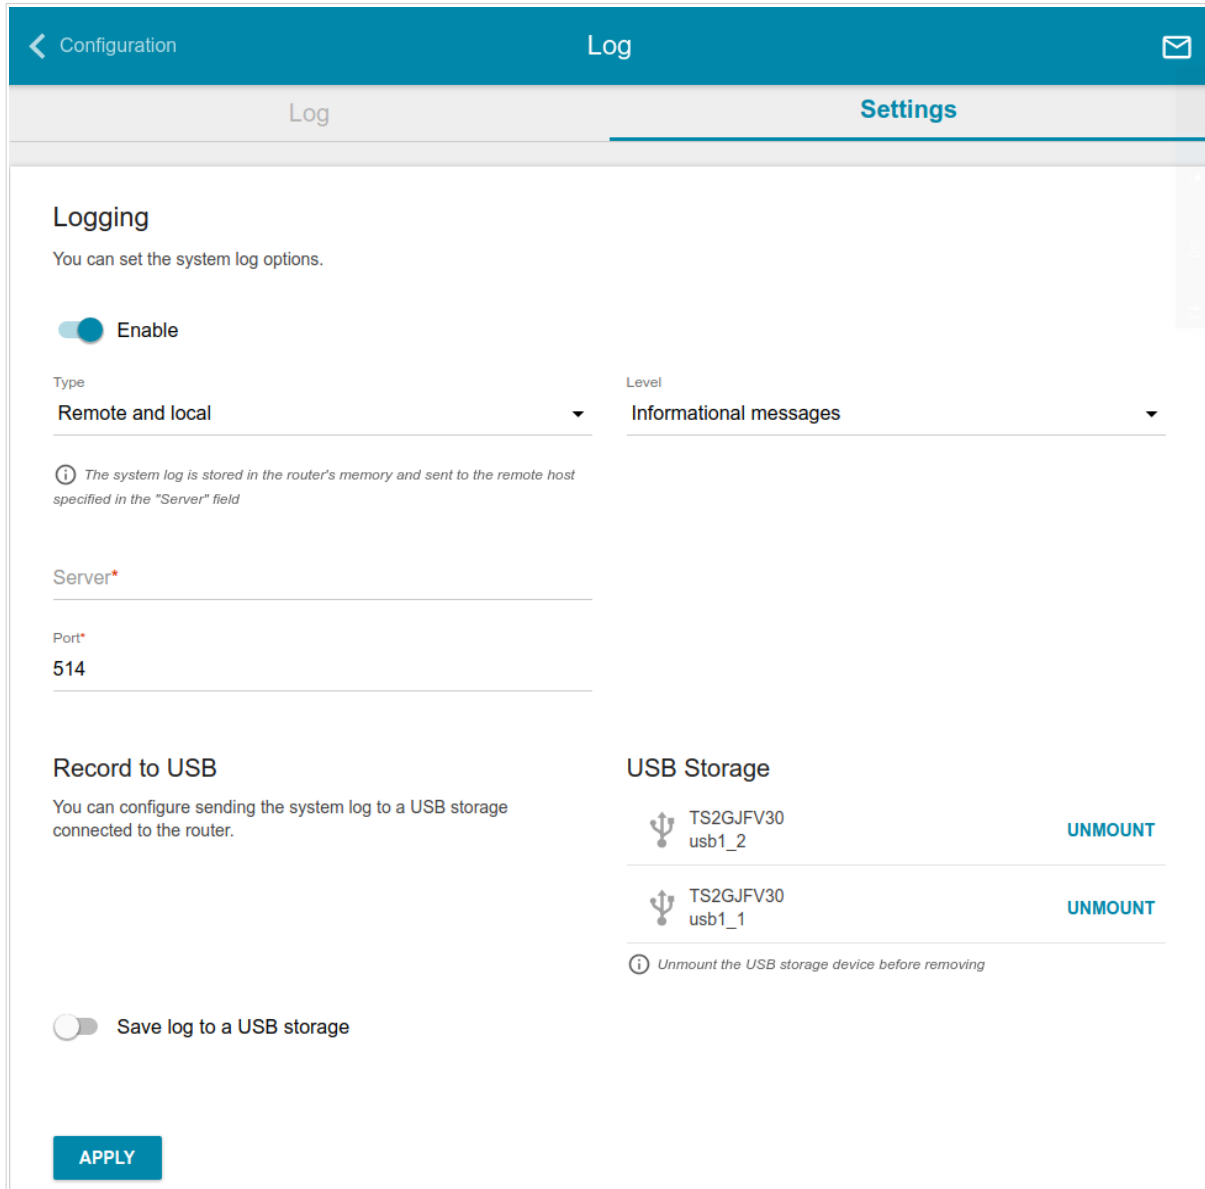 Configuration
Log
Log
Settings
Logging
You can set the system log options.
Enable
Type
Remote and local
Level
Informational messages
The system log is stored in the router's memory and sent to the remote host
specified in the "Server" field
Server*
Port*
514
Record to USB
You can configure sending the system log to a USB storage
connected to the router.
USB Storage
TS2GJFV30
usb1_2
UNMOUNT
TS2GJFV30
usb1_1
UNMOUNT
Unmount the USB storage device before removing
Save log to a USB storage
APPLY